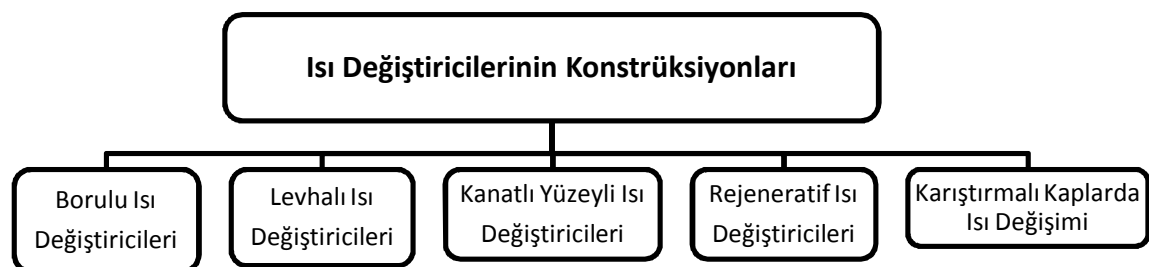 Isı Değiştiricilerinin Konstrüksiyonları
Borulu Isı
Değiştiricileri
Levhalı Isı
Değiştiricileri
Kanatlı Yüzeyli Isı
Değiştiricileri
Rejeneratif Isı
Değiştiricileri
Karıştırmalı Kaplarda
Isı Değişimi